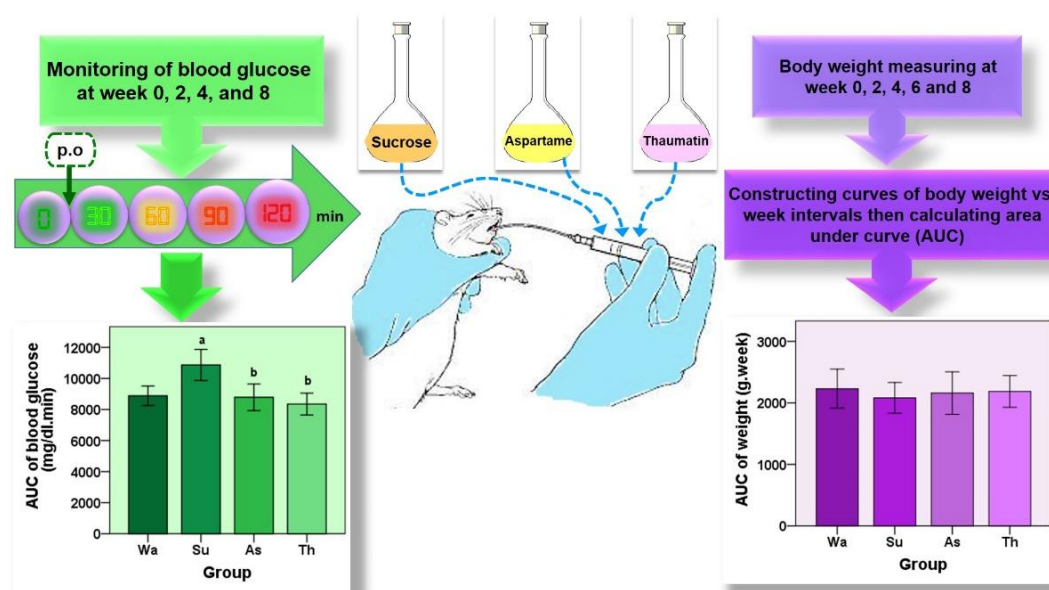 Monitoring of blood glucose
at week 0, 2, 4, and 8
p.o
0 30 60 90 120 min
AUC of blood glucose
(mg/dl.min)
12000
10000
8000
6000
4000
2000
0
a
b
b
Wa Su As Th
Group
Sucrose
Aspartame
Thaumatin
Body weight measuring at
week 0, 2, 4, 6 and 8
Constructing curves of body weight vs.
week intervals then calculating area
under curve (AUC)
AUC of weight (g.week)
3000
2000
1000
0
Wa Su As Th
Group